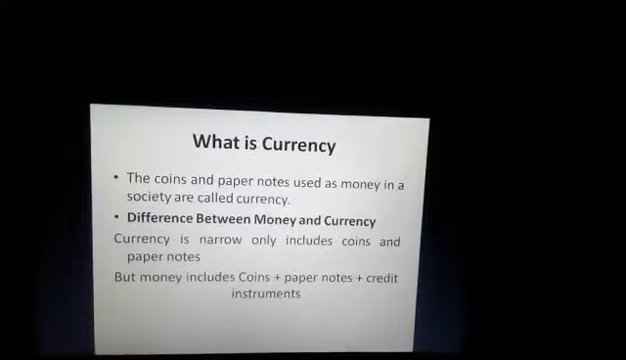 What is Currency
• The coins and paper notes used as money in a
society are called currency.
• Difference Between Money and Currency
Currency is narrow only includes coins and
paper notes
But money includes Coins + paper notes + credit
instruments